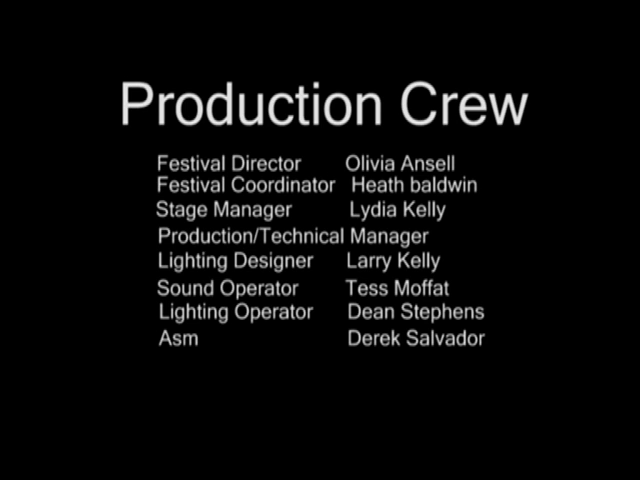 Production Crew
Festival Director Olivia Ansell
Festival Coordinator Heath baldwin
Stage Manager Lydia Kelly
Production/Technical Manager
Lighting Designer Larry Kelly
Sound Operator Tess Moffat
Lighting Operator Dean Stephens
Asm Derek Salvador